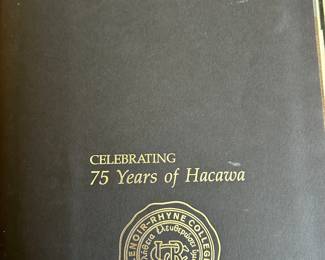 CELEBRATING
75 Years of Hacawa
LENOIR-RHYNE COLLEGE